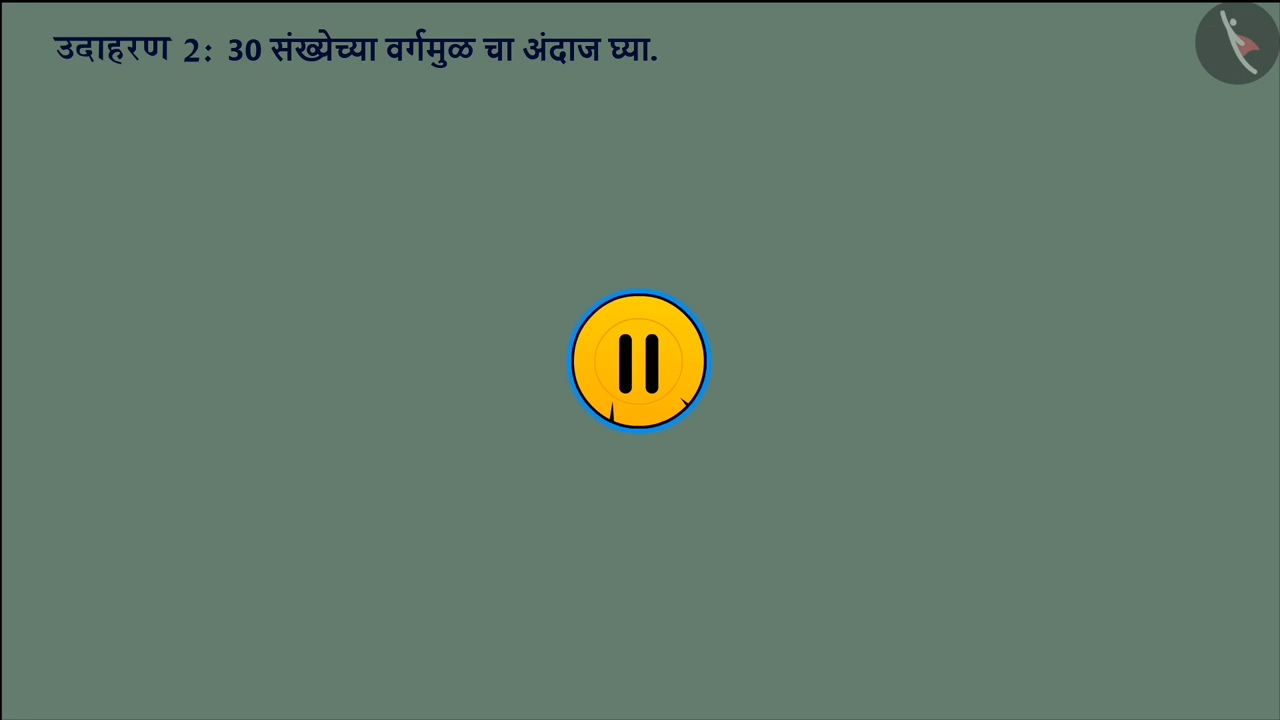 उदाहरण 2: 30 संख्येच्या वर्गमुळ चा अंदाज घ्या.